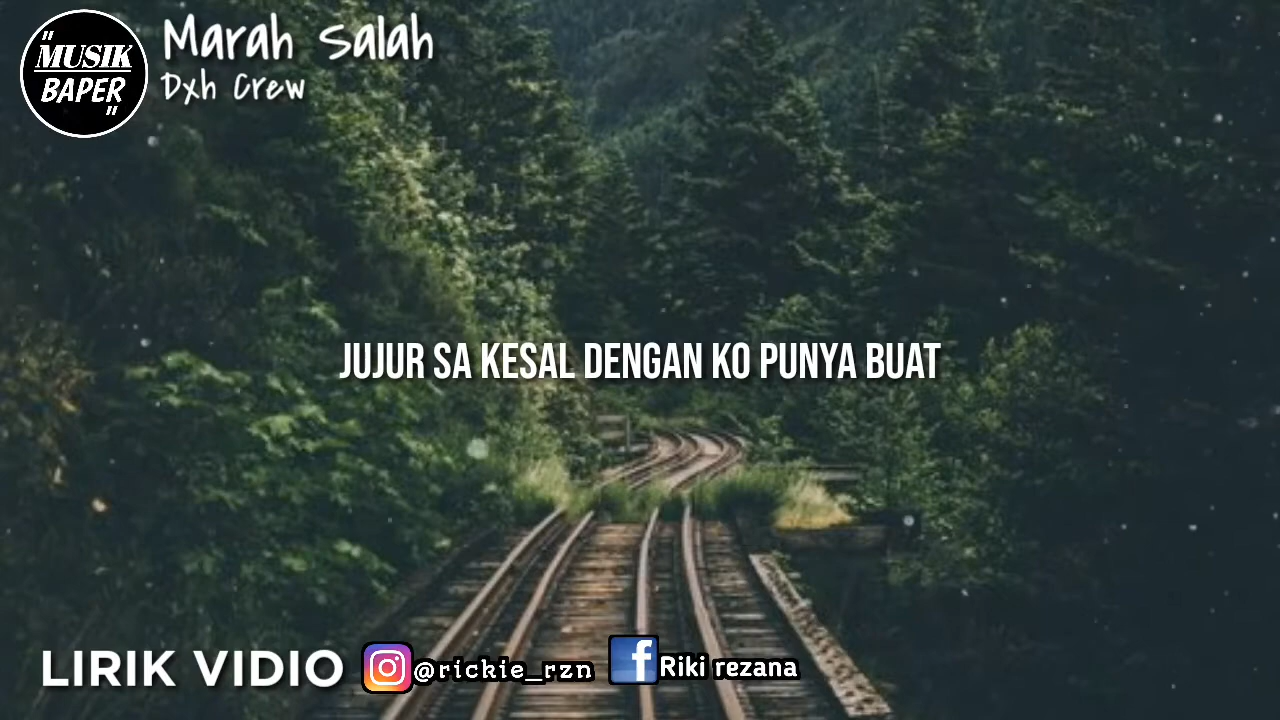 "MUSIK
BAPER"
Marah Salah
Dxh Crew
JUJUR SA KESAL DENGAN KO PUNYA BUAT
LIRIK VIDIO
@rickie_rzn
f
Riki rezana